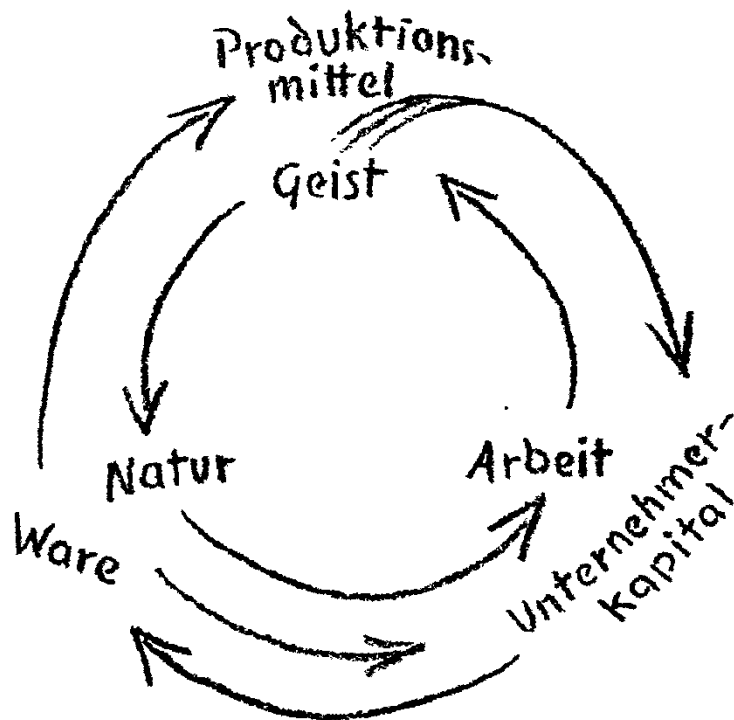 Produktions-
mittel
Geist
Natur
Arbeit
Ware
Unternehmer-
kapital